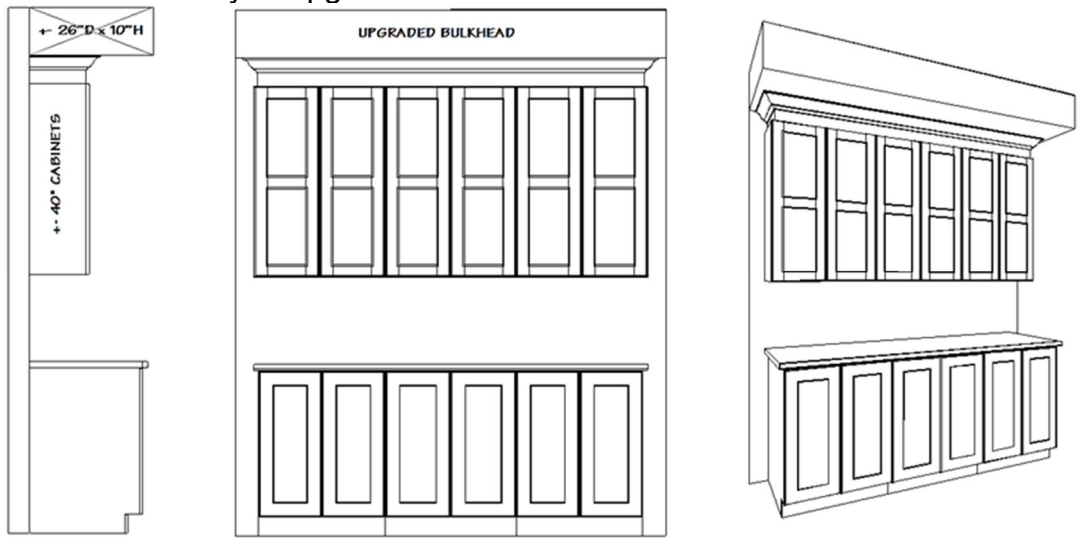 +- 26"D x 10"H
UPGRADED BULKHEAD
+- 40" CABINETS